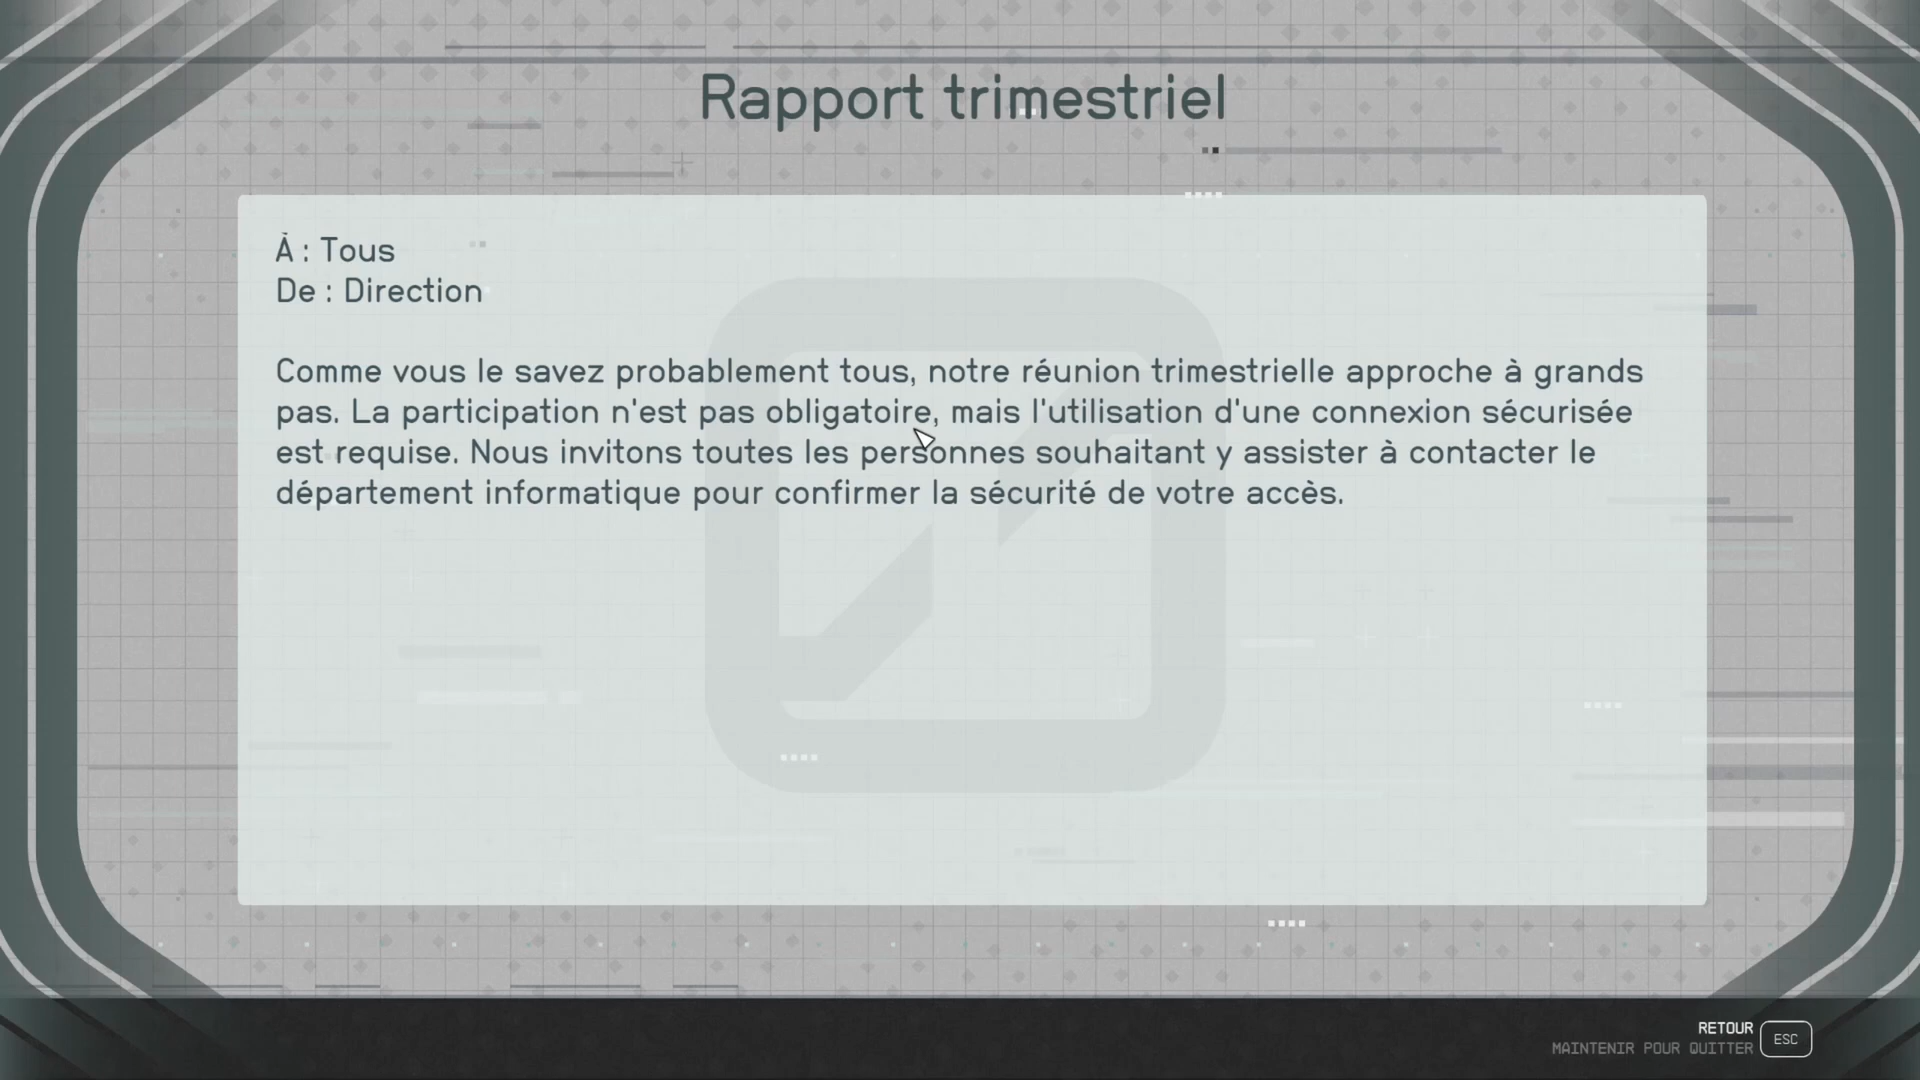 Rapport trimestriel
À : Tous
De : Direction
Comme vous le savez probablement tous, notre réunion trimestrielle approche à grands
pas. La participation n'est pas obligatoire, mais l'utilisation d'une connexion sécurisée
est requise. Nous invitons toutes les personnes souhaitant y assister à contacter le
département informatique pour confirmer la sécurité de votre accès.
RETOUR
MAINTENIR POUR QUITTER
ESC